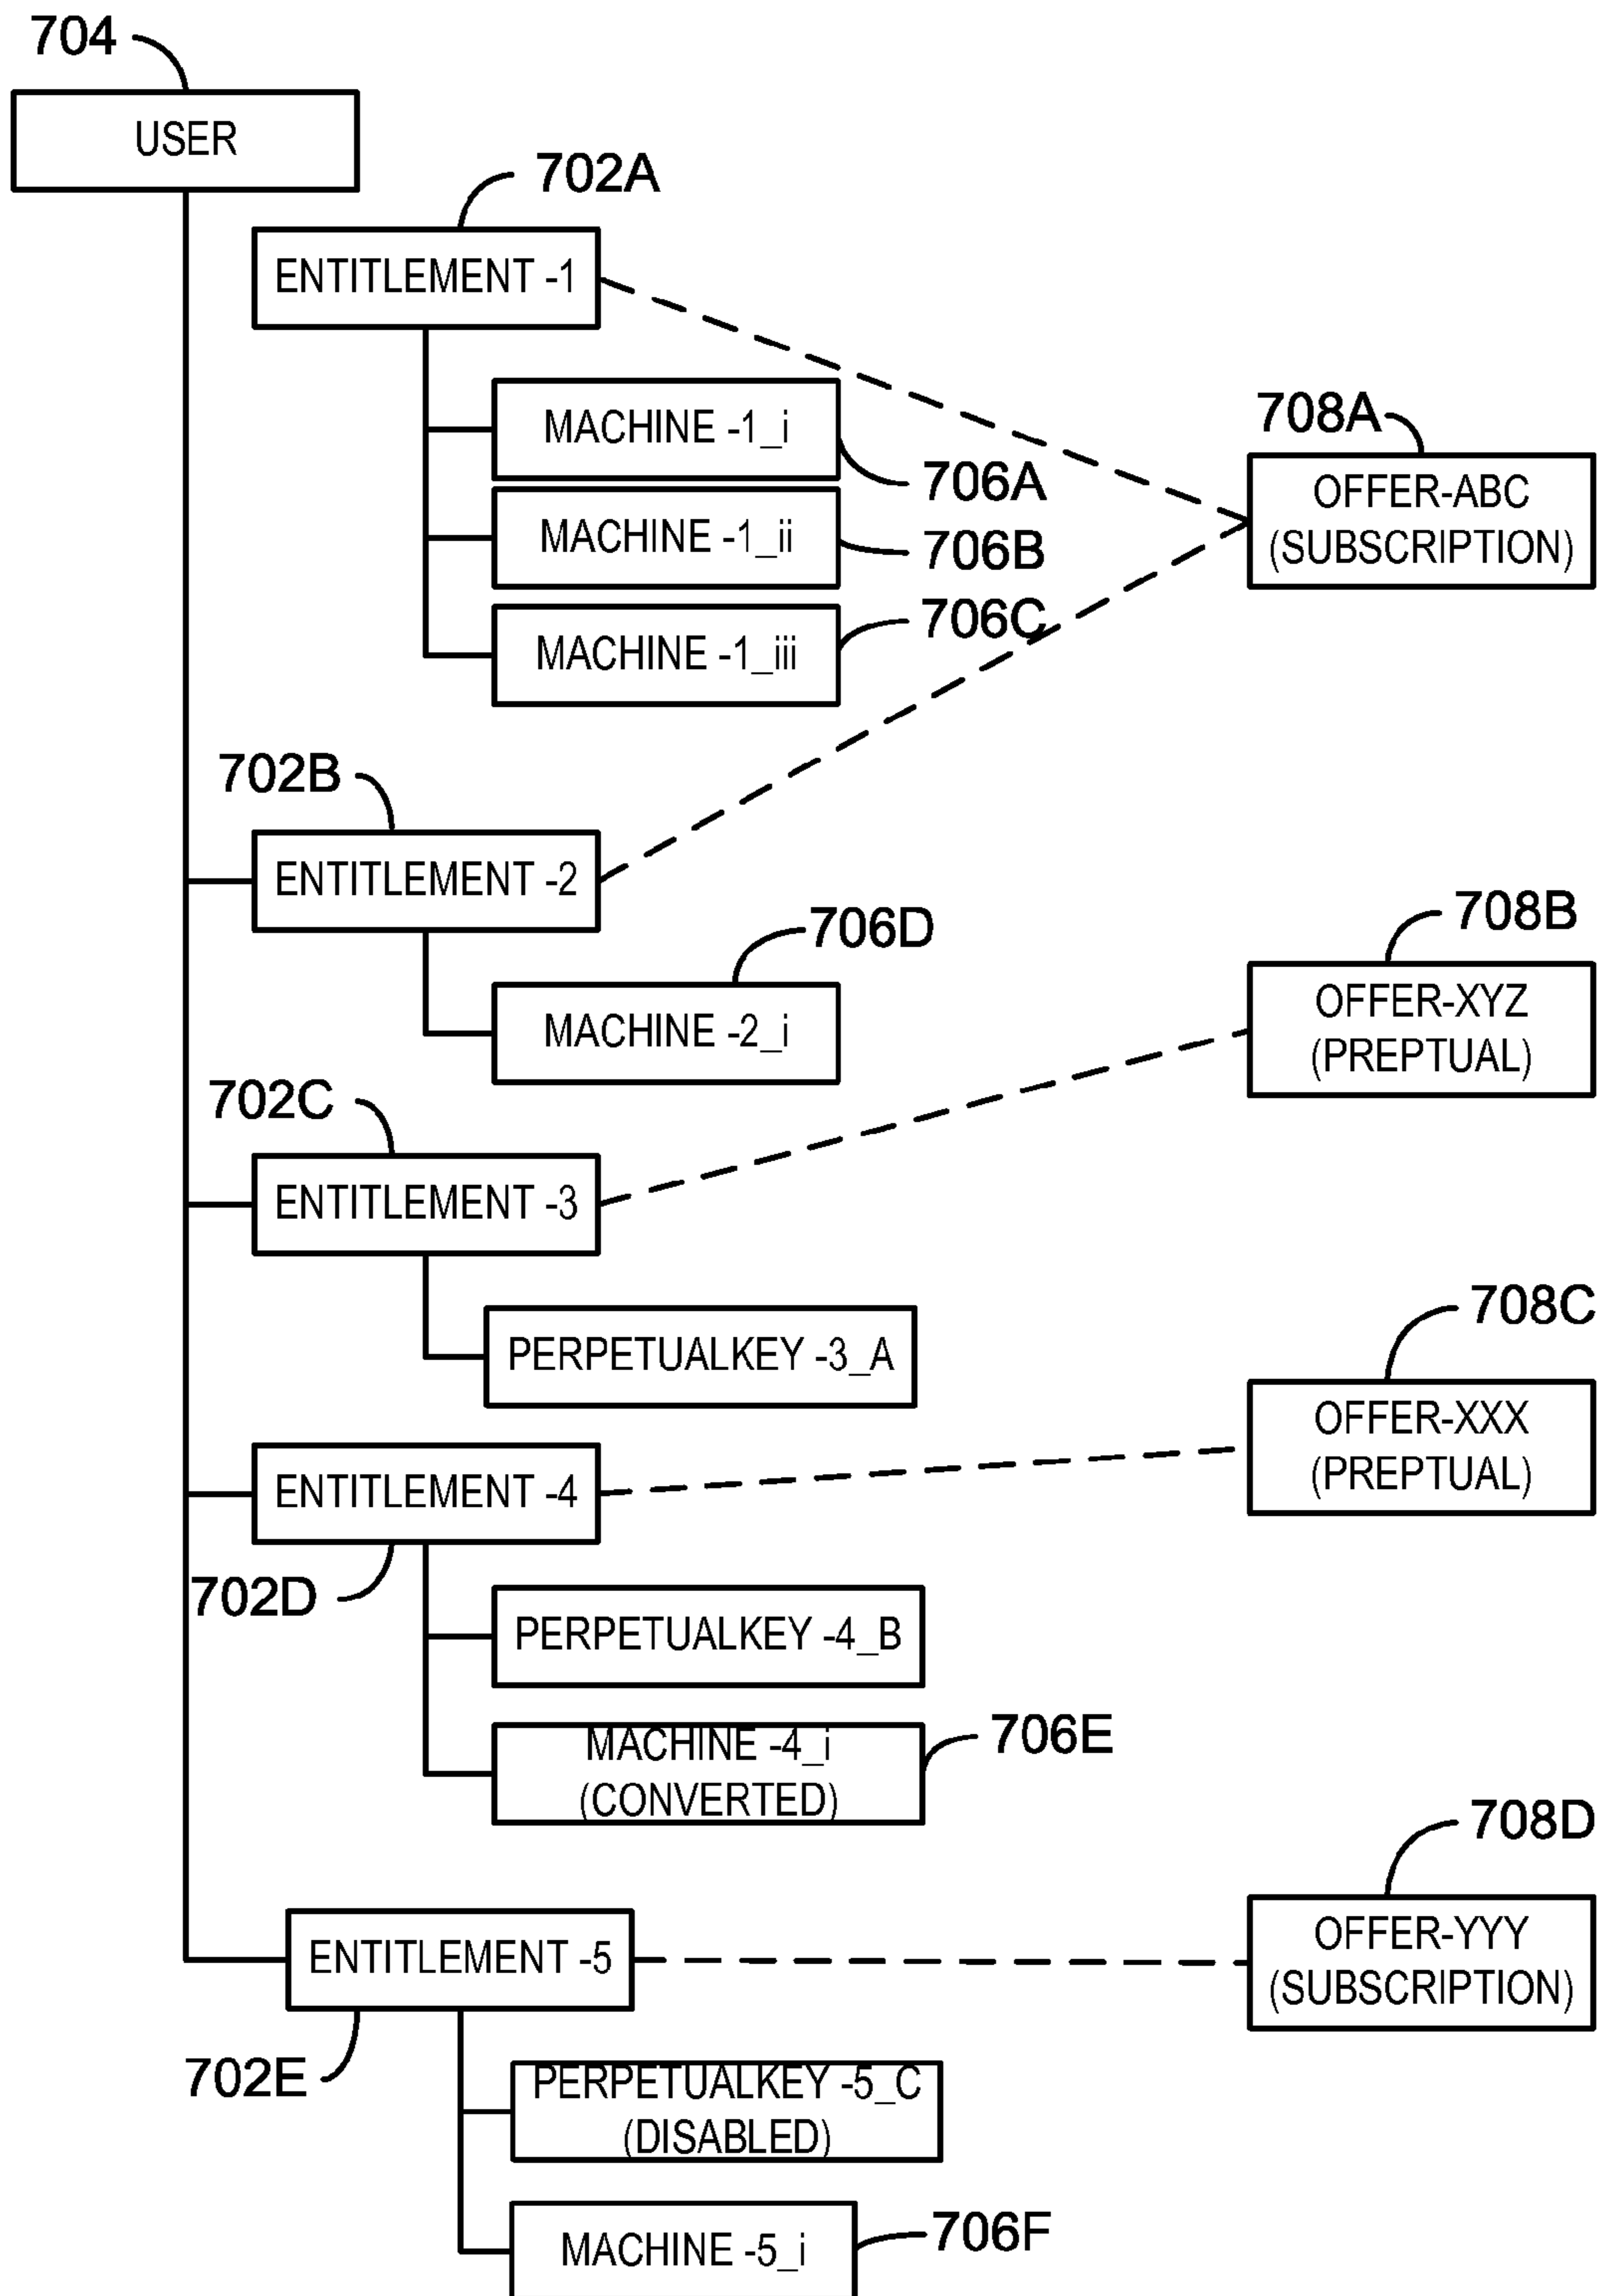 704
USER
702A
ENTITLEMENT -1
MACHINE -1_i
706A
MACHINE -1_ii
706B
MACHINE -1_iii
706C
708A
OFFER-ABC
(SUBSCRIPTION)
702B
ENTITLEMENT -2
706D
MACHINE -2_i
708B
OFFER-XYZ
(PREPTUAL)
702C
ENTITLEMENT -3
PERPETUALKEY -3_A
708C
OFFER-XXX
(PREPTUAL)
ENTITLEMENT -4
702D
PERPETUALKEY -4_B
MACHINE -4_i
(CONVERTED)
706E
708D
OFFER-YYY
(SUBSCRIPTION)
ENTITLEMENT -5
702E
PERPETUALKEY -5_C
(DISABLED)
MACHINE -5_i
706F